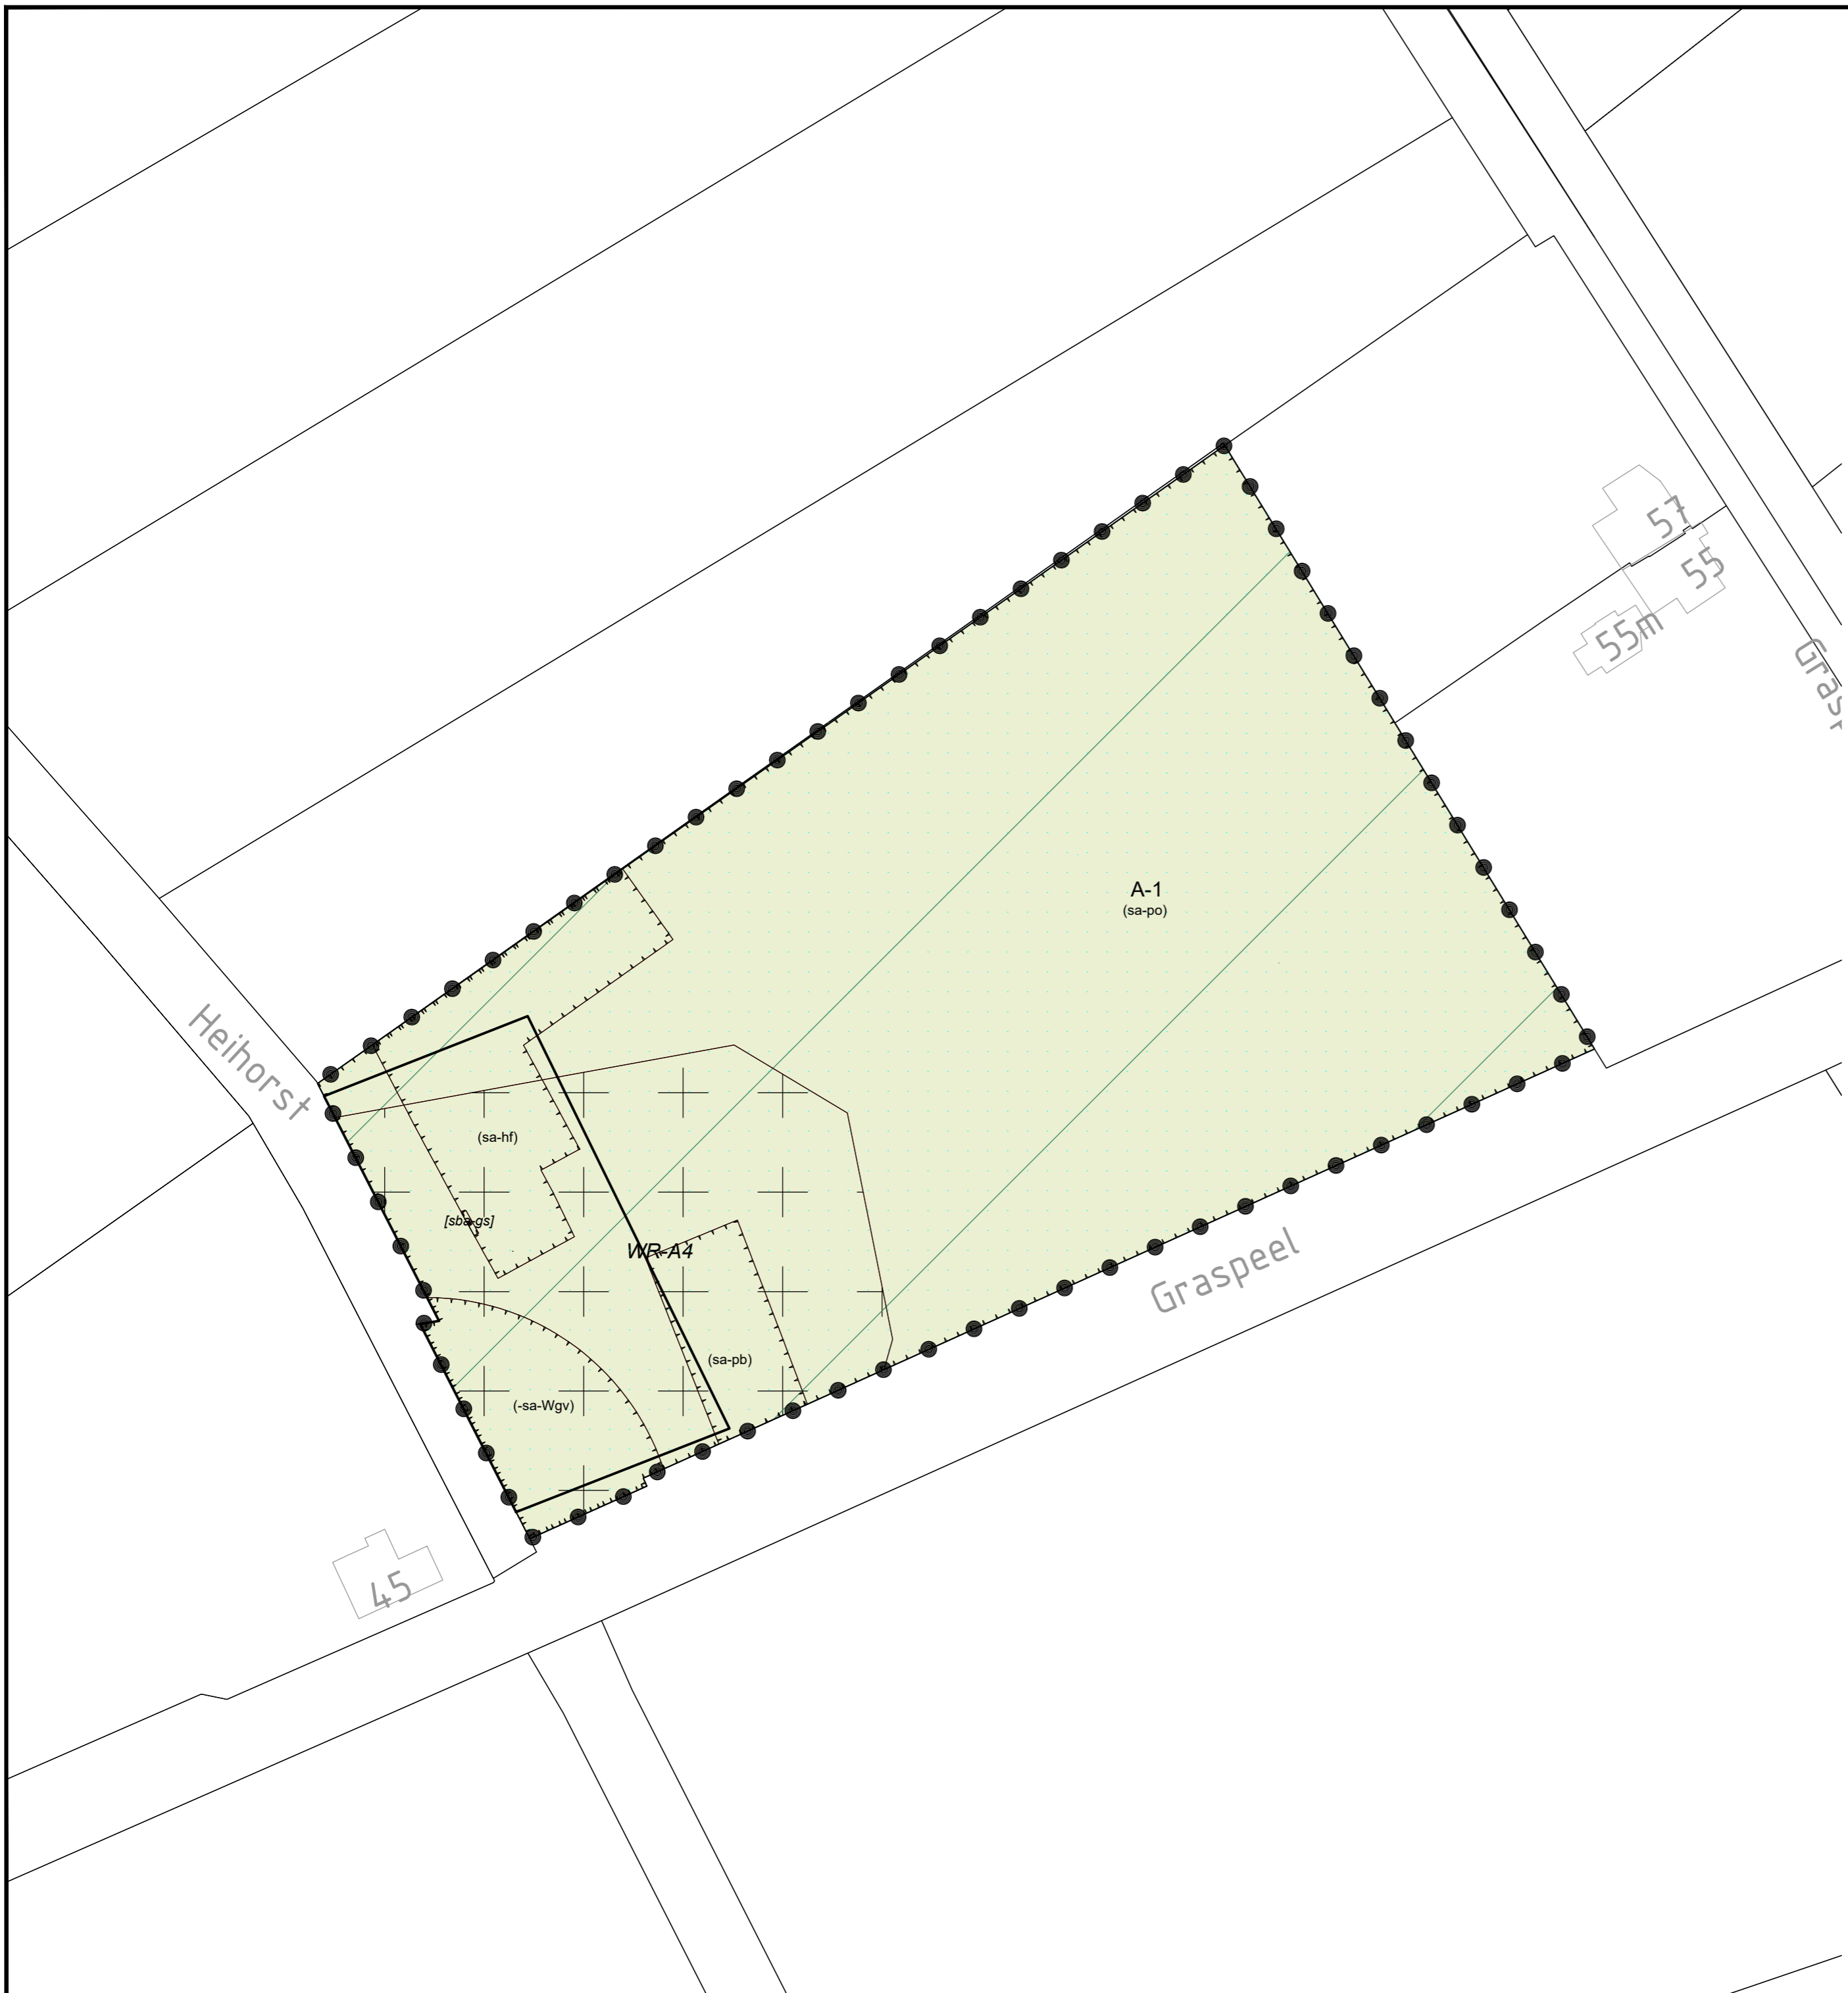 57
55
55m
A-1
(sa-po)
Heihorst
(sa-hf)
[sba-gs]
WR-A4
Graspeel
(sa-pb)
(-sa-Wgv)
45